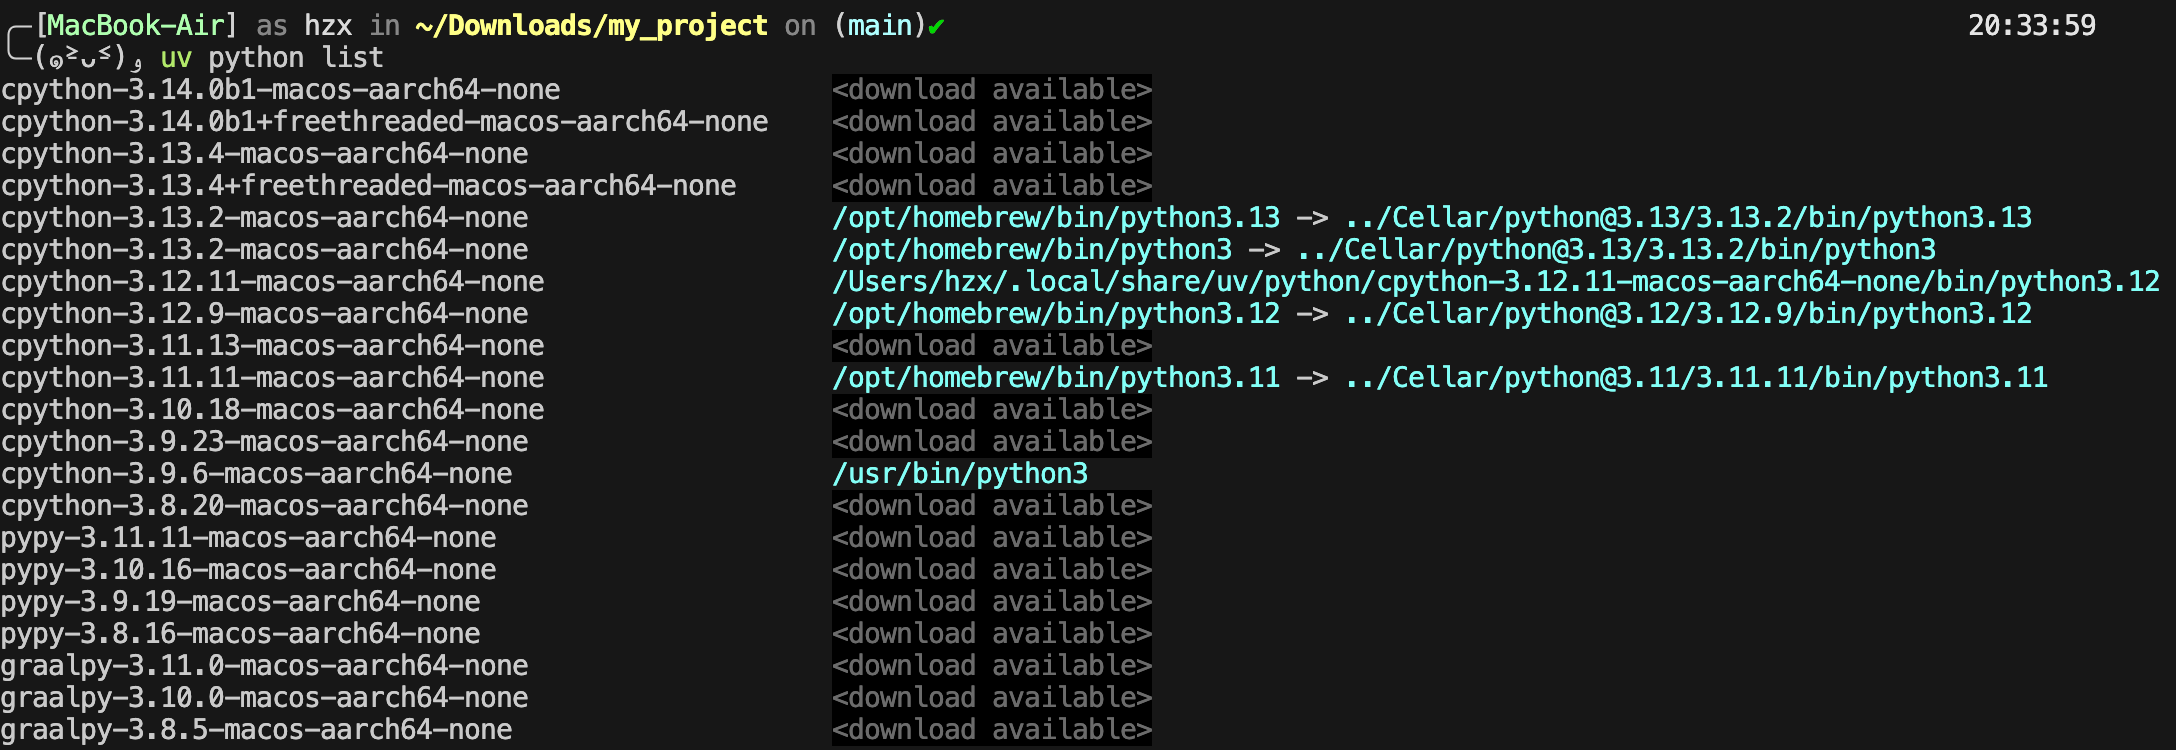 ╭─[MacBook-Air] as hzx in ~/Downloads/my_project on (main)✔ 20:33:59
╰─(๑˃̵ᴗ˂̵)و uv python list
cpython-3.14.0b1-macos-aarch64-none <download available>
cpython-3.14.0b1+freethreaded-macos-aarch64-none <download available>
cpython-3.13.4-macos-aarch64-none <download available>
cpython-3.13.4+freethreaded-macos-aarch64-none <download available>
cpython-3.13.2-macos-aarch64-none /opt/homebrew/bin/python3.13 -> ../Cellar/python@3.13/3.13.2/bin/python3.13
cpython-3.13.2-macos-aarch64-none /opt/homebrew/bin/python3 -> ../Cellar/python@3.13/3.13.2/bin/python3
cpython-3.12.11-macos-aarch64-none /Users/hzx/.local/share/uv/python/cpython-3.12.11-macos-aarch64-none/bin/python3.12
cpython-3.12.9-macos-aarch64-none /opt/homebrew/bin/python3.12 -> ../Cellar/python@3.12/3.12.9/bin/python3.12
cpython-3.11.13-macos-aarch64-none <download available>
cpython-3.11.11-macos-aarch64-none /opt/homebrew/bin/python3.11 -> ../Cellar/python@3.11/3.11.11/bin/python3.11
cpython-3.10.18-macos-aarch64-none <download available>
cpython-3.9.23-macos-aarch64-none <download available>
cpython-3.9.6-macos-aarch64-none /usr/bin/python3
cpython-3.8.20-macos-aarch64-none <download available>
pypy-3.11.11-macos-aarch64-none <download available>
pypy-3.10.16-macos-aarch64-none <download available>
pypy-3.9.19-macos-aarch64-none <download available>
pypy-3.8.16-macos-aarch64-none <download available>
graalpy-3.11.0-macos-aarch64-none <download available>
graalpy-3.10.0-macos-aarch64-none <download available>
graalpy-3.8.5-macos-aarch64-none <download available>